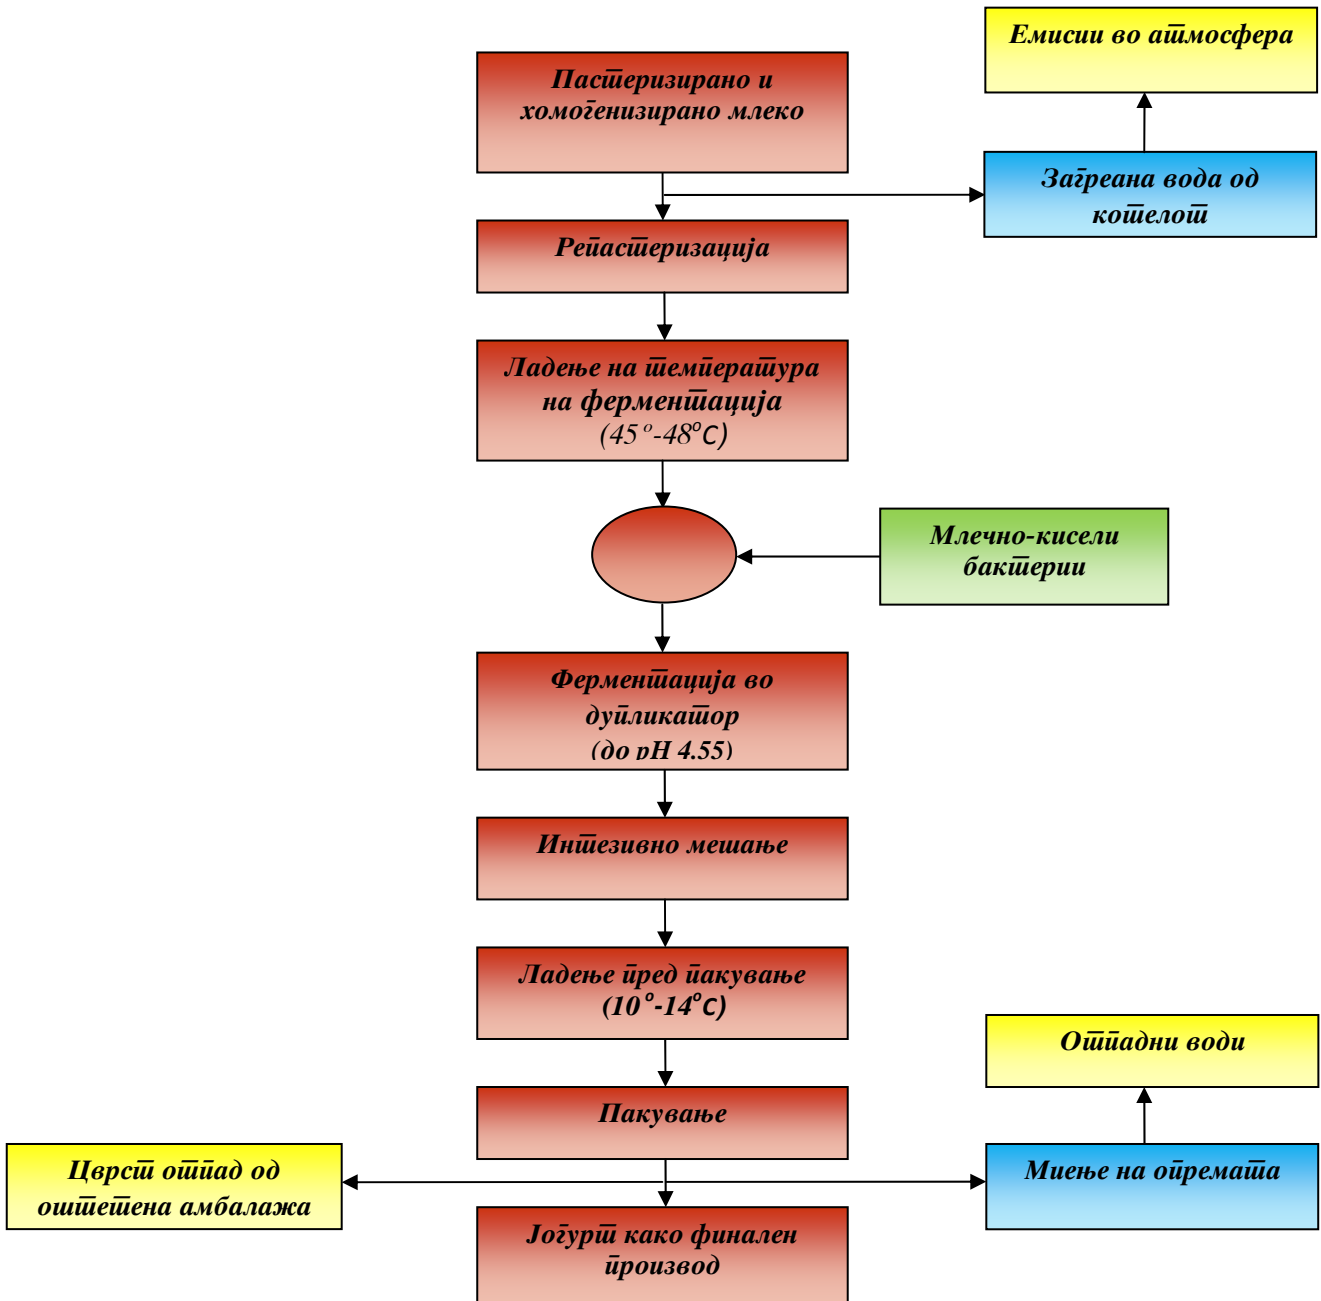 Емисии во атмосфера
Пастеризирано и
хомогенизирано млеко
Загреана вода од
котелот
Репастеризација
Ладење на температура
на ферментација
(45°-48°C)
Млечно-кисели
бактерии
Ферментација во
дупликатор
(до pH 4.55)
Интезивно мешање
Ладење пред пакување
(10°-14°C)
Отпадни води
Пакување
Цврст отпад од
оштетена амбалажа
Миење на опремата
Јогурт како финален
производ